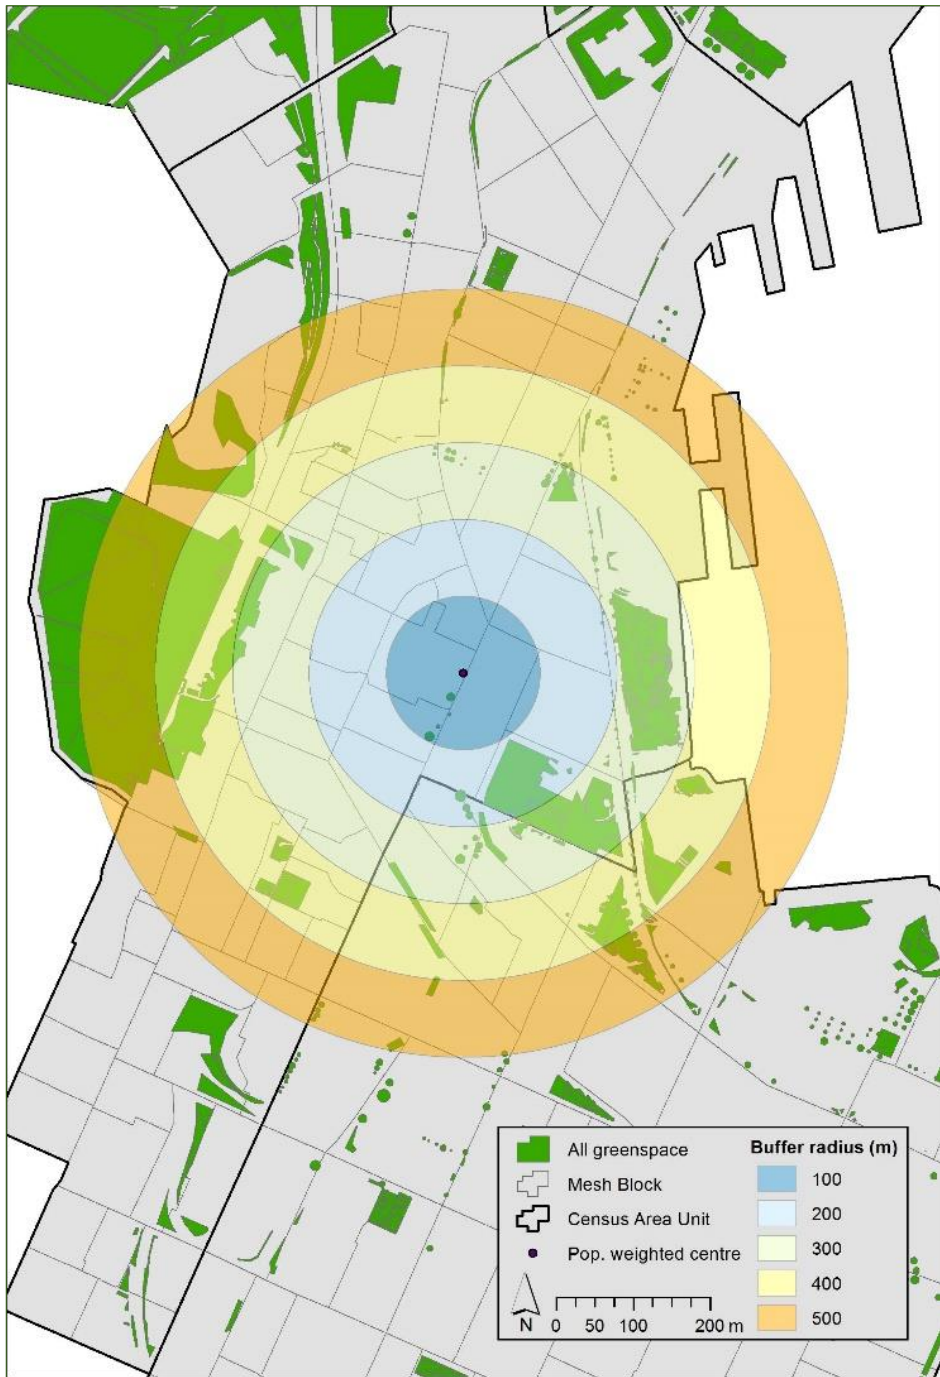 All greenspace
Mesh Block
Census Area Unit
Pop. weighted centre
N
0 50 100 200 m
Buffer radius (m)
100
200
300
400
500